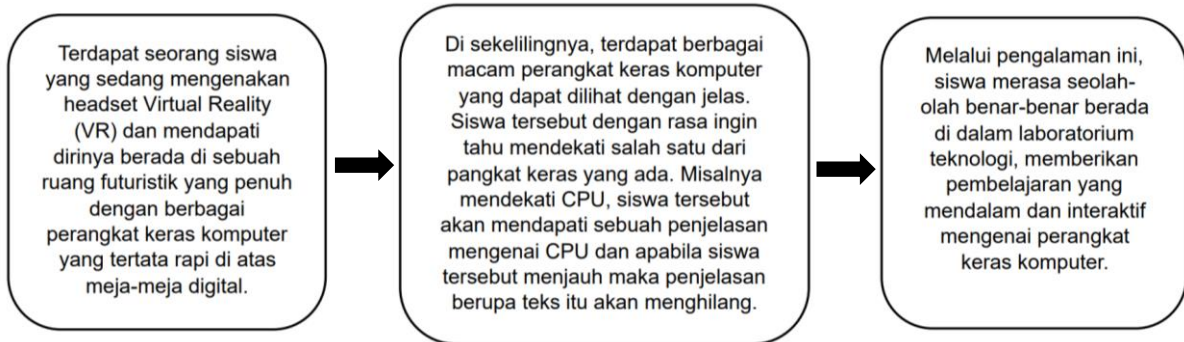 Terdapat seorang siswa
yang sedang mengenakan
headset Virtual Reality
(VR) dan mendapati
dirinya berada di sebuah
ruang futuristik yang penuh
dengan berbagai
perangkat keras komputer
yang tertata rapi di atas
meja-meja digital.
Di sekelilingnya, terdapat berbagai
macam perangkat keras komputer
yang dapat dilihat dengan jelas.
Siswa tersebut dengan rasa ingin
tahu mendekati salah satu dari
pangkat keras yang ada. Misalnya
mendekati CPU, siswa tersebut
akan mendapati sebuah penjelasan
mengenai CPU dan apabila siswa
tersebut menjauh maka penjelasan
berupa teks itu akan menghilang.
Melalui pengalaman ini,
siswa merasa seolah-
olah benar-benar berada
di dalam laboratorium
teknologi, memberikan
pembelajaran yang
mendalam dan interaktif
mengenai perangkat
keras komputer.